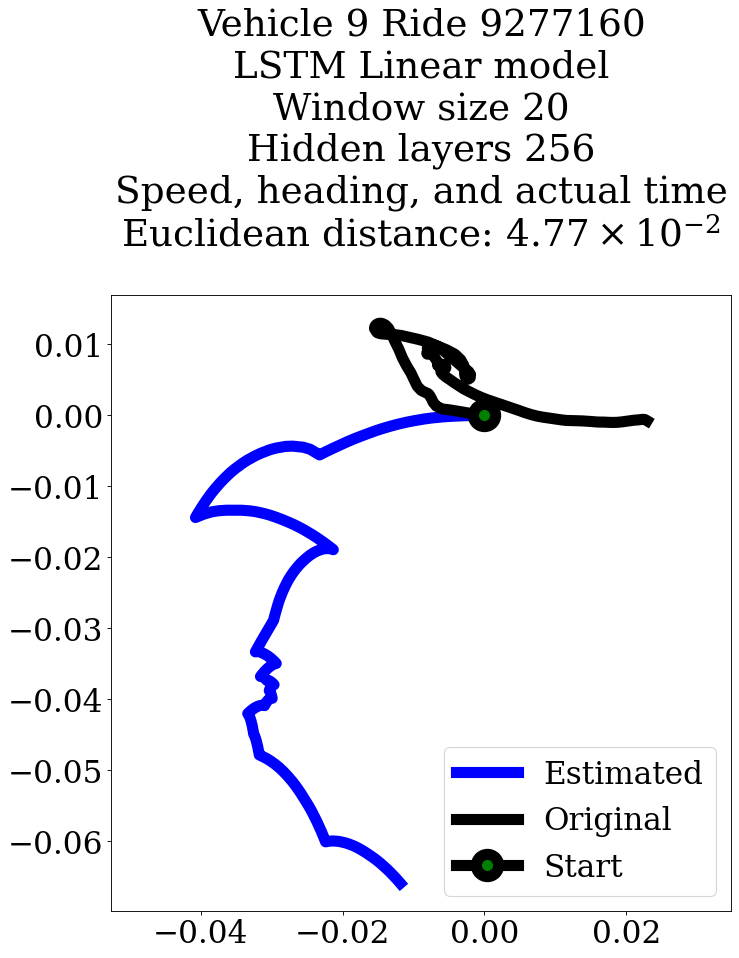 Vehicle 9 Ride 9277160
LSTM Linear model
Window size 20
Hidden layers 256
Speed, heading, and actual time
Euclidean distance: 4.77 × 10⁻²
0.01
0.00
−0.01
−0.02
−0.03
−0.04
−0.05
−0.06
Estimated
Original
Start
−0.04 −0.02 0.00 0.02